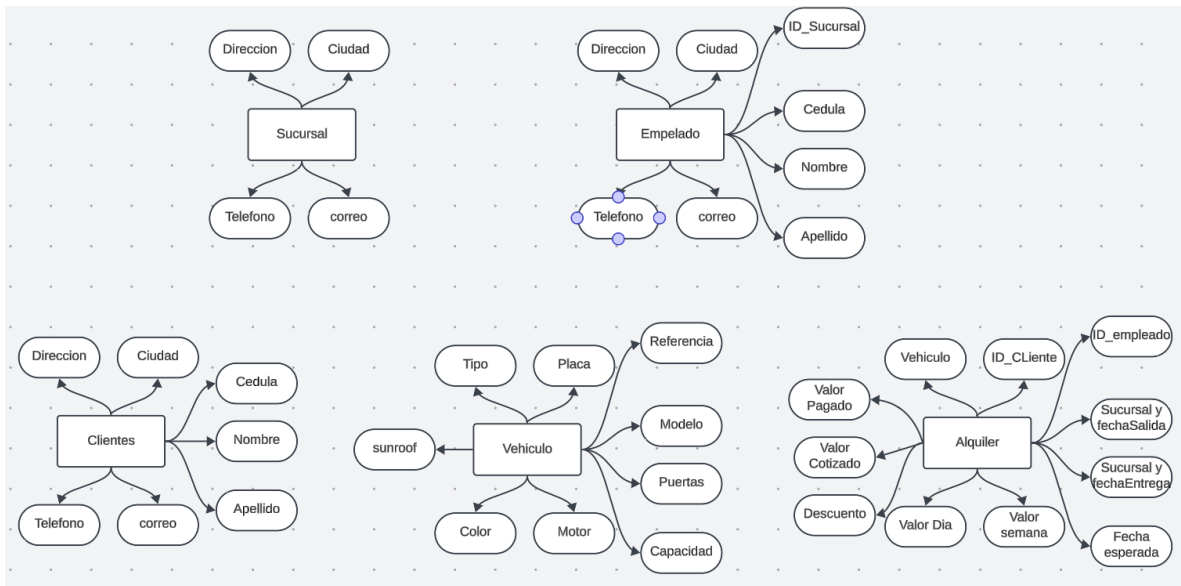 Direccion
Ciudad
Sucursal
Telefono
correo
Direccion
Ciudad
ID_Sucursal
Empelado
Cedula
Nombre
Telefono
correo
Apellido
Direccion
Ciudad
Cedula
Clientes
Nombre
Telefono
correo
Apellido
Tipo
Placa
Referencia
sunroof
Vehiculo
Modelo
Puertas
Color
Motor
Capacidad
Vehiculo
ID_CLiente
ID_empleado
Valor
Pagado
Sucursal y
fechaSalida
Alquiler
Valor
Cotizado
Sucursal y
fechaEntrega
Descuento
Valor Dia
Valor
semana
Fecha
esperada